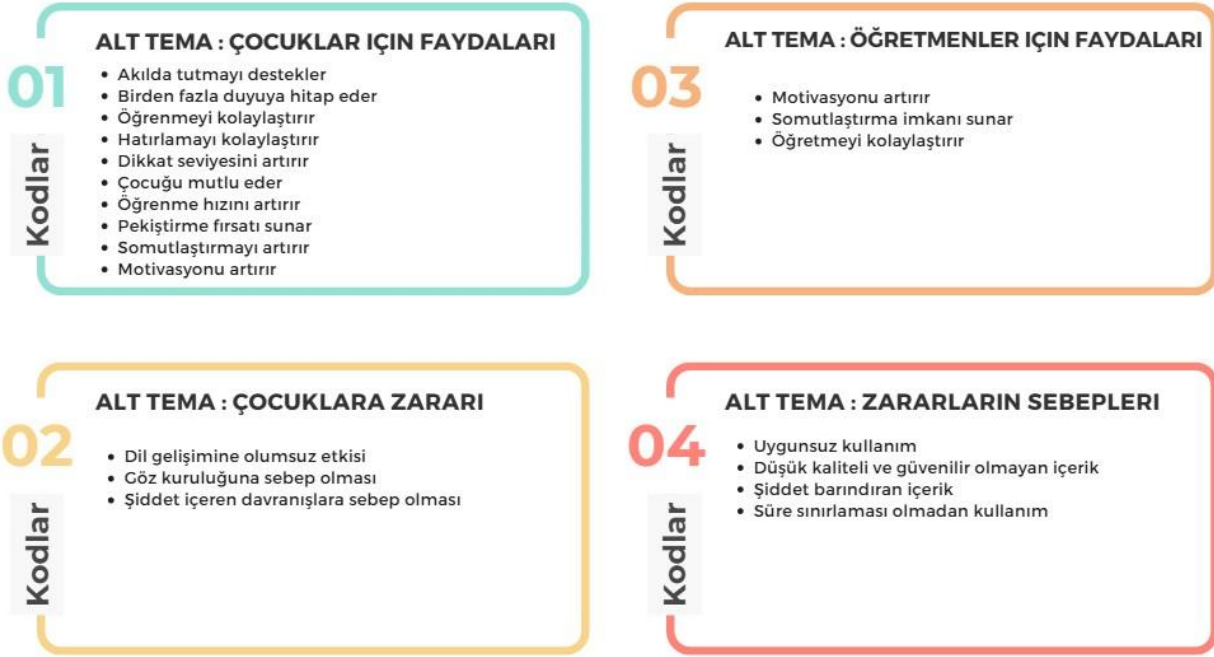 ALT TEMA : ÇOCUKLAR IÇIN FAYDALARI
01
Kodlar
• Akılda tutmayı destekler
• Birden fazla duyuya hitap eder
• Öğrenmeyi kolaylaştırır
• Hatırlamayı kolaylaştırır
• Dikkat seviyesini artırır
• Çocuğu mutlu eder
• Öğrenme hızını artırır
• Pekiştirme fırsatı sunar
• Somutlaştırmayı artırır
• Motivasyonu artırır
ALT TEMA : ÖĞRETMENLER IÇIN FAYDALARI
03
Kodlar
• Motivasyonu artırır
• Somutlaştırma imkanı sunar
• Öğretmeyi kolaylaştırır
ALT TEMA : ÇOCUKLARA ZARARI
02
Kodlar
• Dil gelişimine olumsuz etkisi
• Göz kuruluğuna sebep olması
• Şiddet içeren davranışlara sebep olması
ALT TEMA : ZARARLARIN SEBEPLERI
04
Kodlar
• Uygunsuz kullanım
• Düşük kaliteli ve güvenilir olmayan içerik
• Şiddet barındıran içerik
• Süre sınırlaması olmadan kullanım